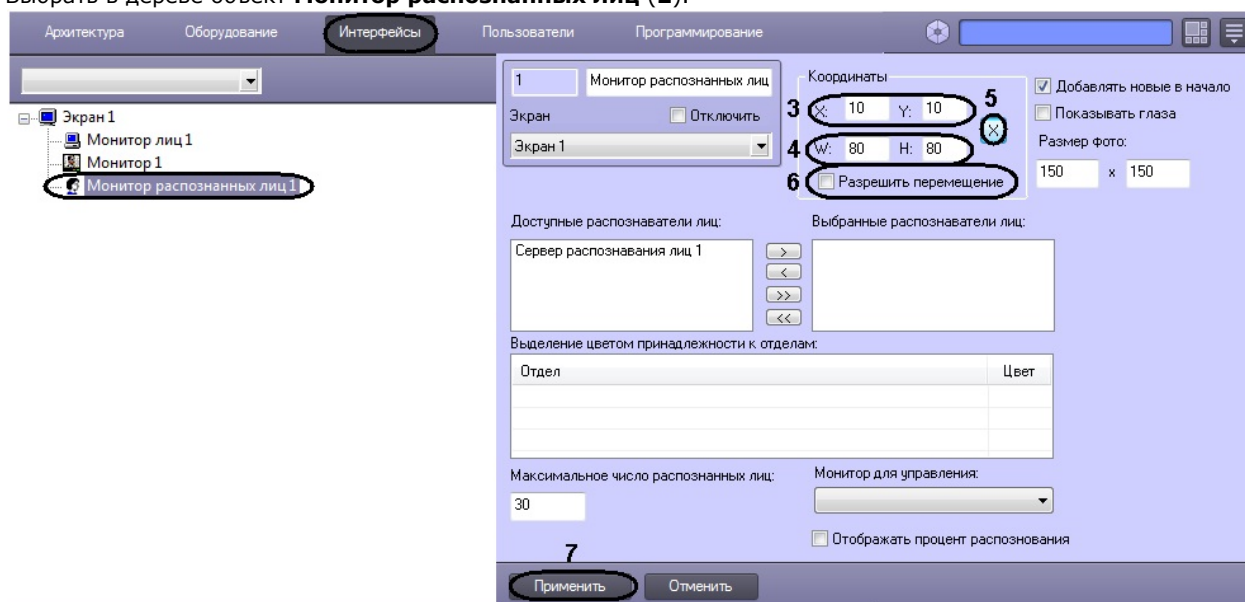 Выбрать в дереве объект Монитор распознанных лиц (2).
Архитектура Оборудование Интерфейсы Пользователи Программирование
Экран 1
Монитор лиц 1
Монитор 1
Монитор распознанных лиц 1
1 Монитор распознанных лиц
Экран Отключить
Экран 1
Координаты
3 X: 10 Y: 10 5
X
4 W: 80 H: 80
6 Разрешить перемещение
Добавлять новые в начало
Показывать глаза
Размер фото:
150 x 150
Доступные распознаватели лиц: Выбранные распознаватели лиц:
Сервер распознавания лиц 1
>
<
>>
<<
Выделение цветом принадлежности к отделам:
Отдел Цвет
Максимальное число распознанных лиц: Монитор для управления:
30
Отображать процент распознования
7
Применить Отменить